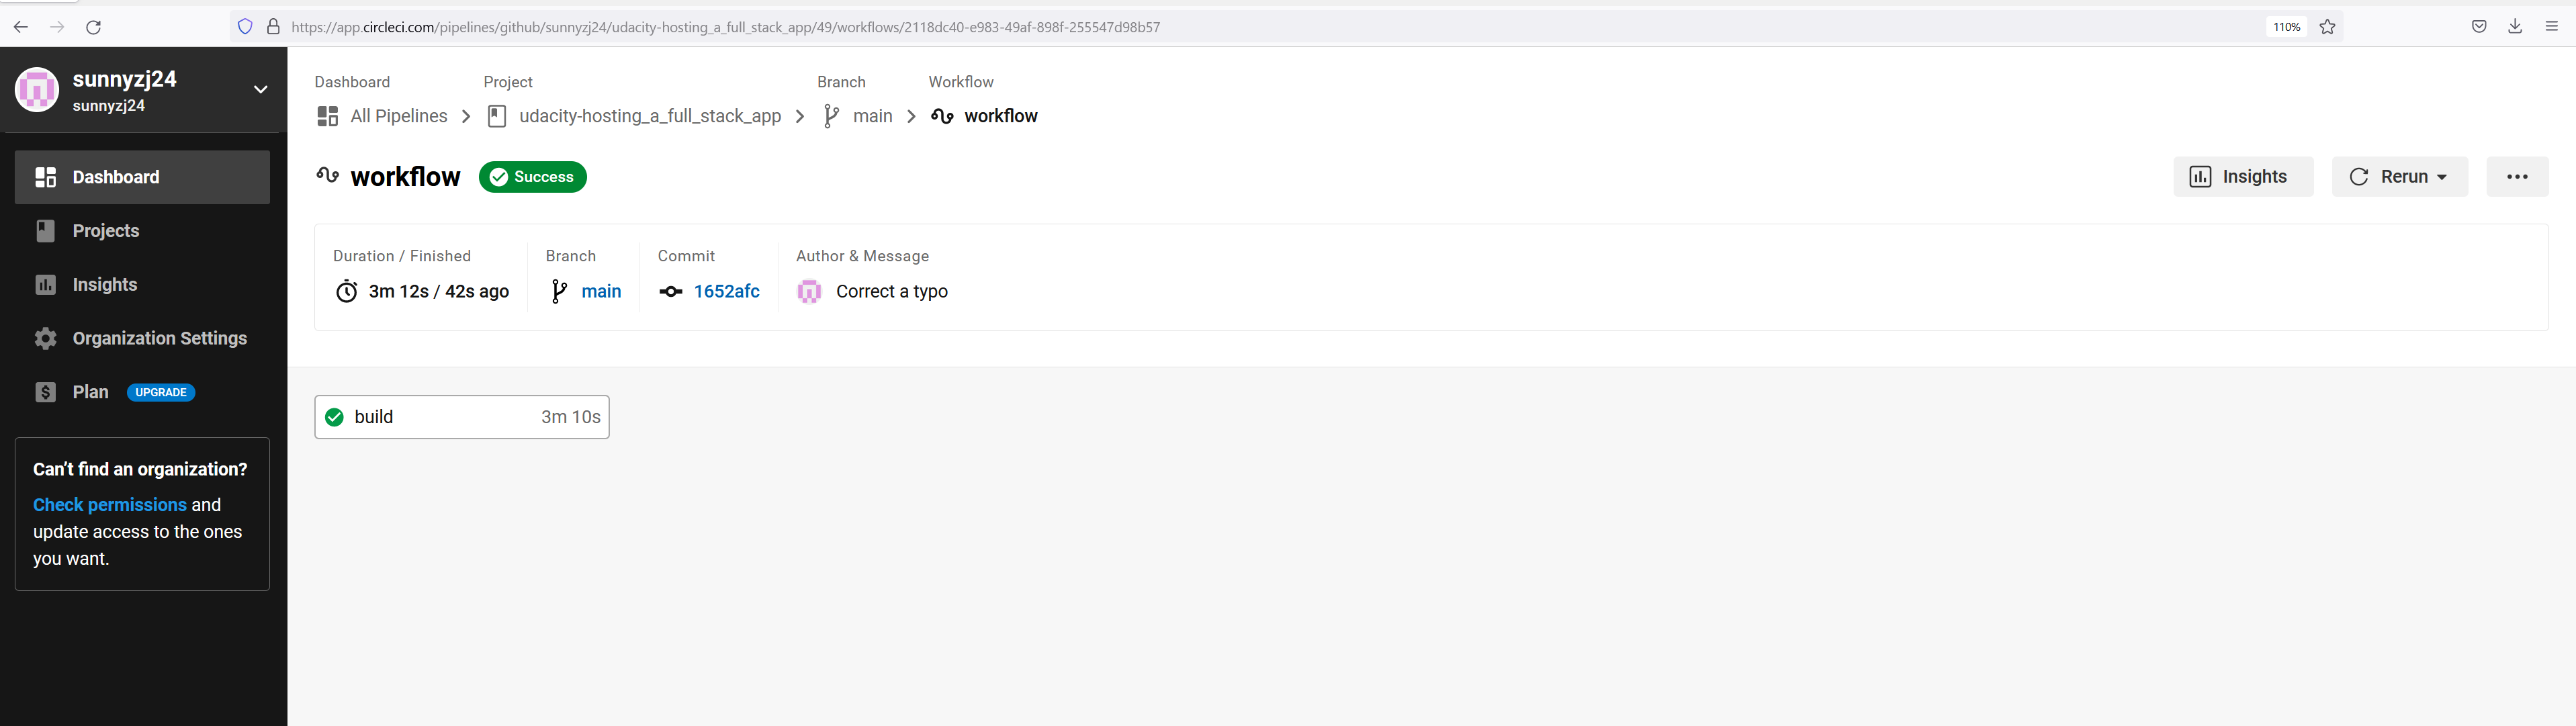 https://app.circleci.com/pipelines/github/sunnyzj24/udacity-hosting_a_full_stack_app/49/workflows/2118dc40-e983-49af-898f-255547d98b57
110%
sunnyzj24
sunnyzj24
Dashboard
Projects
Insights
Organization Settings
Plan UPGRADE
Can't find an organization?
Check permissions and
update access to the ones
you want.
Dashboard Project Branch Workflow
All Pipelines udacity-hosting_a_full_stack_app main workflow
workflow Success
Insights Rerun
Duration / Finished Branch Commit Author & Message
3m 12s / 42s ago main 1652afc Correct a typo
build 3m 10s